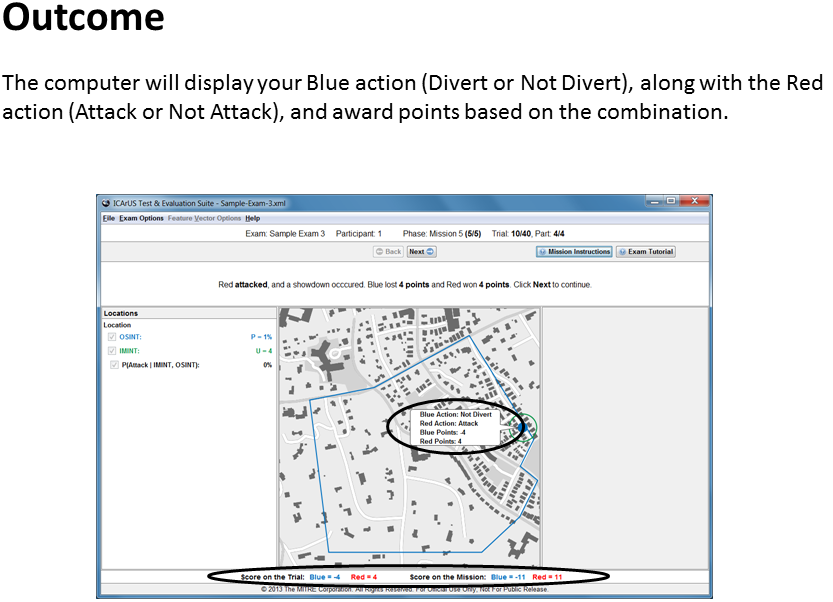 Outcome
The computer will display your Blue action (Divert or Not Divert), along with the Red
action (Attack or Not Attack), and award points based on the combination.
ICArUS Test & Evaluation Suite - Sample-Exam-3.xml
File Exam Options Feature Vector Options Help
Exam: Sample Exam 3 Participant: 1 Phase: Mission 5 (5/5) Trial: 10/40, Part: 4/4
Back Next Mission Instructions Exam Tutorial
Red attacked, and a showdown occcured. Blue lost 4 points and Red won 4 points. Click Next to continue.
Locations
Location
OSINT: P = 1%
IMINT: U = 4
P(Attack | IMINT, OSINT): 0%
Blue Action: Not Divert
Red Action: Attack
Blue Points: -4
Red Points: 4
Score on the Trial: Blue = -4 Red = 4 Score on the Mission: Blue = -11 Red = 11
© 2013 The MITRE Corporation. All Rights Reserved. For Official Use Only, Not For Public Release.